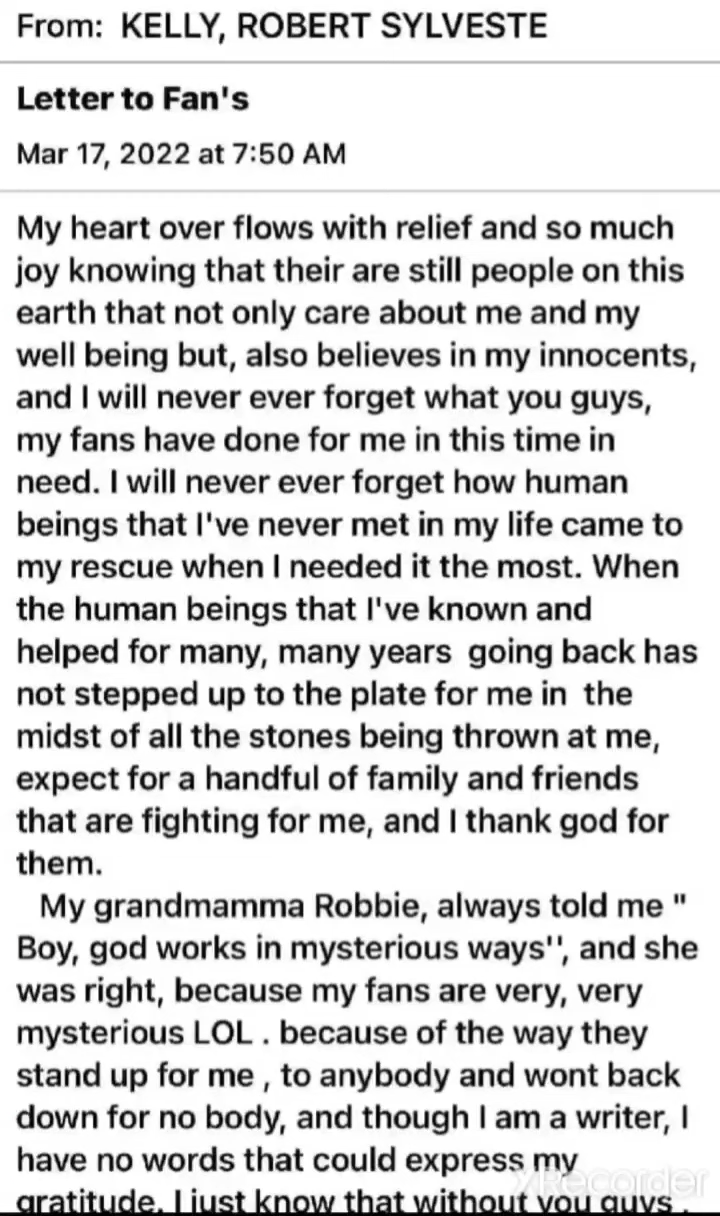 From: KELLY, ROBERT SYLVESTE
Letter to Fan's
Mar 17, 2022 at 7:50 AM
My heart over flows with relief and so much
joy knowing that their are still people on this
earth that not only care about me and my
well being but, also believes in my innocents,
and I will never ever forget what you guys,
my fans have done for me in this time in
need. I will never ever forget how human
beings that I've never met in my life came to
my rescue when I needed it the most. When
the human beings that I've known and
helped for many, many years  going back has
not stepped up to the plate for me in  the
midst of all the stones being thrown at me,
expect for a handful of family and friends
that are fighting for me, and I thank god for
them.
My grandmamma Robbie, always told me "
Boy, god works in mysterious ways'', and she
was right, because my fans are very, very
mysterious LOL . because of the way they
stand up for me , to anybody and wont back
down for no body, and though I am a writer, I
have no words that could express my
gratitude. I just know that without you guys .
XRecorder